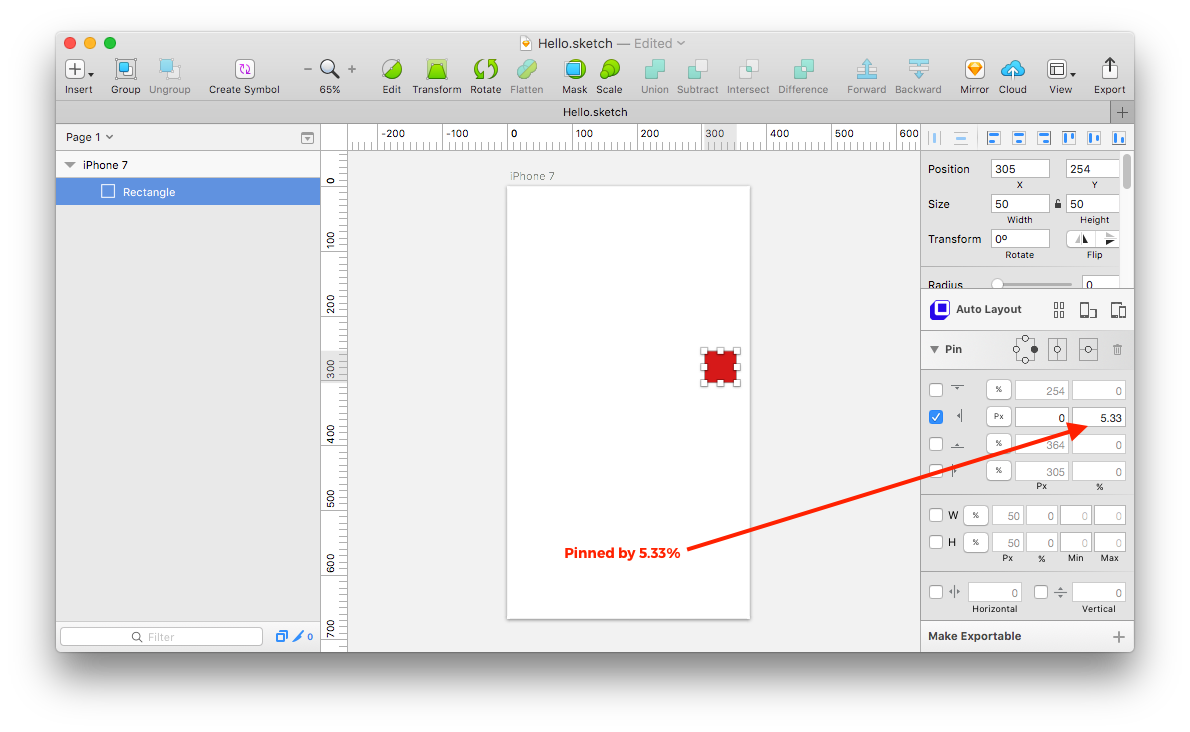 Hello.sketch — Edited
Insert Group Ungroup Create Symbol 65% Edit Transform Rotate Flatten Mask Scale Union Subtract Intersect Difference Forward Backward Mirror Cloud View Export
Hello.sketch
Page 1
iPhone 7
Rectangle
Filter
0
-200 -100 0 100 200 300 400 500 600
0
100
200
300
400
500
600
700
iPhone 7
Pinned by 5.33%
Position 305 254
X Y
Size 50 50
Width Height
Transform 0º
Rotate Flip
Radius 0
Auto Layout
Pin
% 254 0
Px 0 5.33
% 364 0
% 305 0
Px %
W % 50 0 0 0
H % 50 0 0 0
Px % Min Max
0 0
Horizontal Vertical
Make Exportable